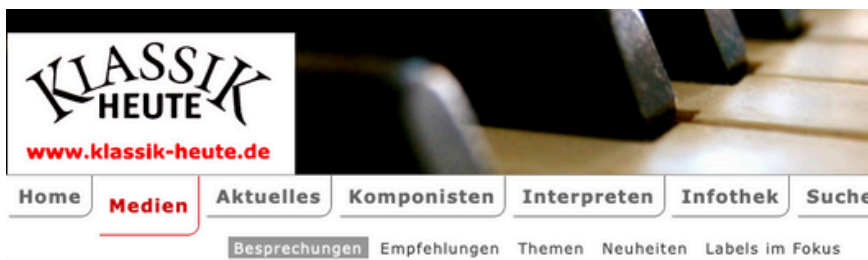 KLASSIK
HEUTE
www.klassik-heute.de
Home Medien Aktuelles Komponisten Interpreten Infothek Suche
Besprechungen Empfehlungen Themen Neuheiten Labels im Fokus